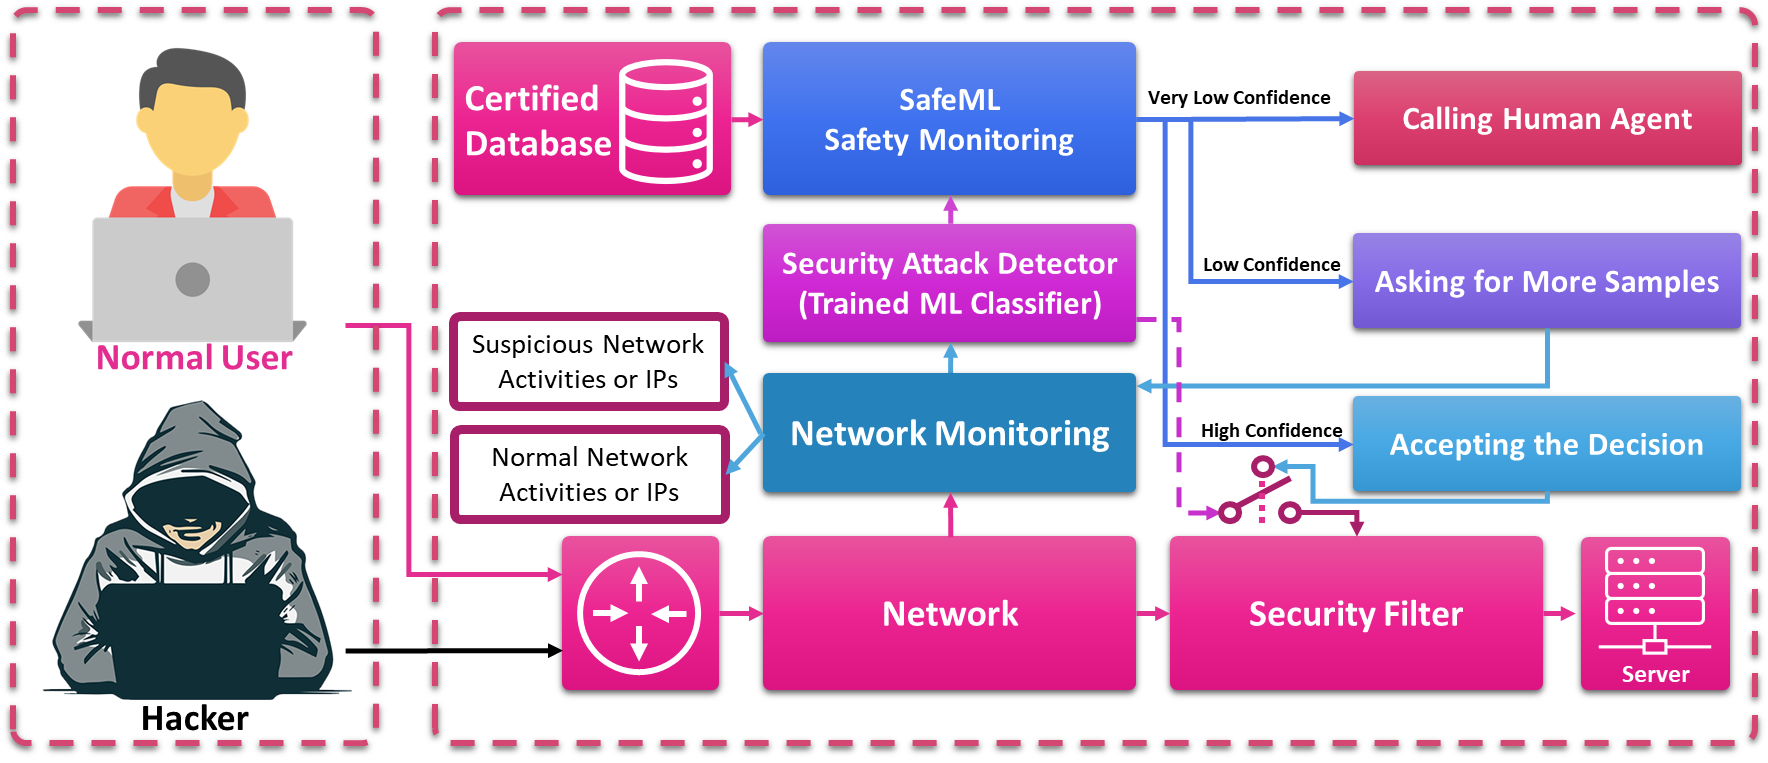 Normal User
Hacker
Certified
Database
SafeML
Safety Monitoring
Very Low Confidence
Calling Human Agent
Security Attack Detector
(Trained ML Classifier)
Low Confidence
Asking for More Samples
Suspicious Network
Activities or IPs
Normal Network
Activities or IPs
Network Monitoring
High Confidence
Accepting the Decision
Network
Security Filter
Server